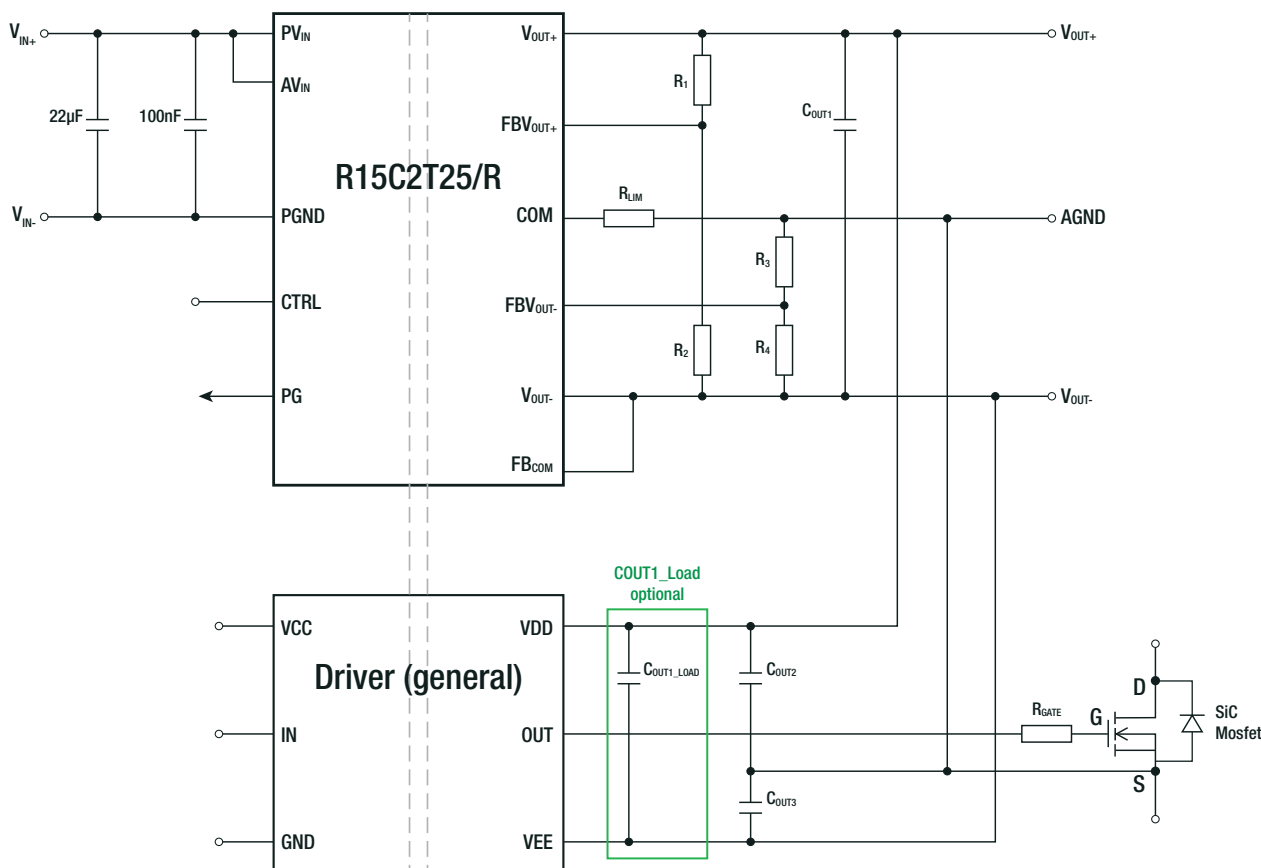 VIN+
PVIN
VOUT+
VOUT+
R1
AVIN
22µF
100nF
COUT1
FBVOUT+
R15C2T25/R
RLIM
VIN-
PGND
COM
AGND
R3
CTRL
FBVOUT-
R2
R4
PG
VOUT-
VOUT-
FBCOM
COUT1_Load
optional
VCC
VDD
Driver (general)
COUT1_LOAD
COUT2
D
RGATE
G
SiC
Mosfet
IN
OUT
S
COUT3
GND
VEE